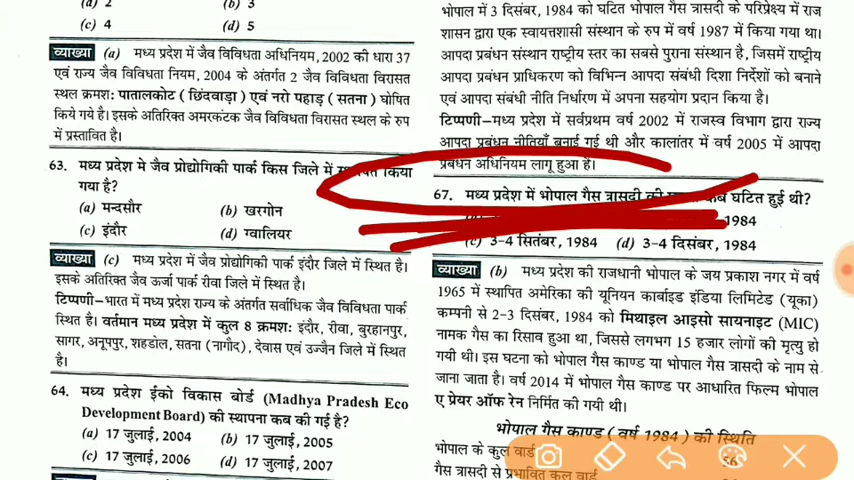 (a) 2 (b) 3
(c) 4 (d) 5
व्याख्या (a) मध्य प्रदेश में जैव विविधता अधिनियम, 2002 की धारा 37
एवं राज्य जैव विविधता नियम, 2004 के अंतर्गत 2 जैव विविधता विरासत
स्थल क्रमशः पातालकोट ( छिंदवाड़ा ) एवं नरो पहाड़ ( सतना ) घोषित
किये गये है। इसके अतिरिक्त अमरकंटक जैव विविधता विरासत स्थल के रुप
में प्रस्तावित है।
63. मध्य प्रदेश मे जैव प्रोद्योगिकी पार्क किस जिले में स्थापित किया
गया है?
(a) मन्दसौर (b) खरगोन
(c) इंदौर (d) ग्वालियर
व्याख्या (c) मध्य प्रदेश में जैव प्रोद्योगिकी पार्क इंदौर जिले में स्थित है।
इसके अतिरिक्त जैव ऊर्जा पार्क रीवा जिले में स्थित है।
टिप्पणी–भारत में मध्य प्रदेश राज्य के अंतर्गत सर्वाधिक जैव विविधता पार्क
स्थित है। वर्तमान मध्य प्रदेश में कुल 8 क्रमशः इंदौर, रीवा, बुरहानपुर,
सागर, अनूपपुर, शहडोल, सतना (नागौद), देवास एवं उज्जैन जिले में स्थित
है।
64. मध्य प्रदेश ईको विकास बोर्ड (Madhya Pradesh Eco
Development Board) की स्थापना कब की गई है?
(a) 17 जुलाई, 2004 (b) 17 जुलाई, 2005
(c) 17 जुलाई, 2006 (d) 17 जुलाई, 2007
भोपाल में 3 दिसंबर, 1984 को घटित भोपाल गैस त्रासदी के परिप्रेक्ष्य में राज
शासन द्वारा एक स्वायत्तशासी संस्थान के रुप में वर्ष 1987 में किया गया था।
आपदा प्रबंधन संस्थान राष्ट्रीय स्तर का सबसे पुराना संस्थान है, जिसमें राष्ट्रीय
आपदा प्रबंधन प्राधिकरण को विभिन्न आपदा संबंधी दिशा निर्देशों को बनाने
एवं आपदा संबंधी नीति निर्धारण में अपना सहयोग प्रदान किया है।
टिप्पणी–मध्य प्रदेश में सर्वप्रथम वर्ष 2002 में राजस्व विभाग द्वारा राज्य
आपदा प्रबंधन नीतियाँ बनाई गई थी और कालांतर में वर्ष 2005 में आपदा
प्रबंधन अधिनियम लागू हुआ है।
67. मध्य प्रदेश में भोपाल गैस त्रासदी की कब घटित हुई थी?
1984
(c) 3-4 सितंबर, 1984 (d) 3-4 दिसंबर, 1984
व्याख्या (b) मध्य प्रदेश की राजधानी भोपाल के जय प्रकाश नगर में वर्ष
1965 में स्थापित अमेरिका की यूनियन कार्बाइड इंडिया लिमिटेड (यूका)
कम्पनी से 2-3 दिसंबर, 1984 को मिथाइल आइसो सायनाइट (MIC)
नामक गैस का रिसाव हुआ था, जिससे लगभग 15 हजार लोगों की मृत्यु हो
गयी थी। इस घटना को भोपाल गैस काण्ड या भोपाल गैस त्रासदी के नाम से
जाना जाता है। वर्ष 2014 में भोपाल गैस काण्ड पर आधारित फिल्म भोपाल
ए प्रेयर ऑफ रेन निर्मित की गयी थी।
भोपाल गैस काण्ड ( वर्ष 1984 ) की स्थिति
भोपाल के कुल वार्ड 56
गैस त्रासदी से प्रभावित कुल वार्ड